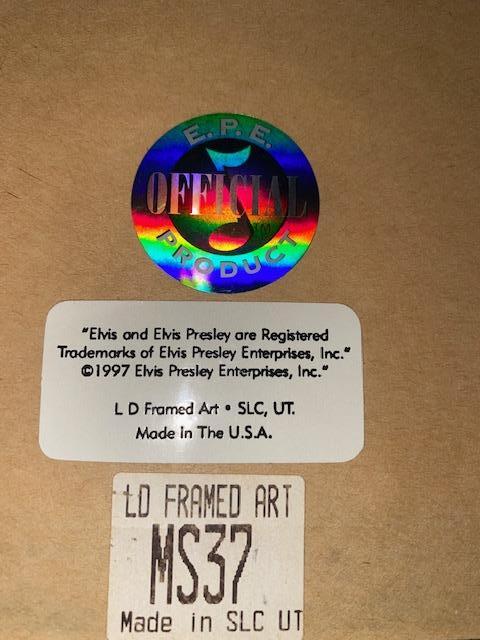 E.P.E.
OFFICIAL
PRODUCT
"Elvis and Elvis Presley are Registered
Trademarks of Elvis Presley Enterprises, Inc."
©1997 Elvis Presley Enterprises, Inc."
L D Framed Art • SLC, UT.
Made In The U.S.A.
LD FRAMED ART
MS37
Made in SLC UT